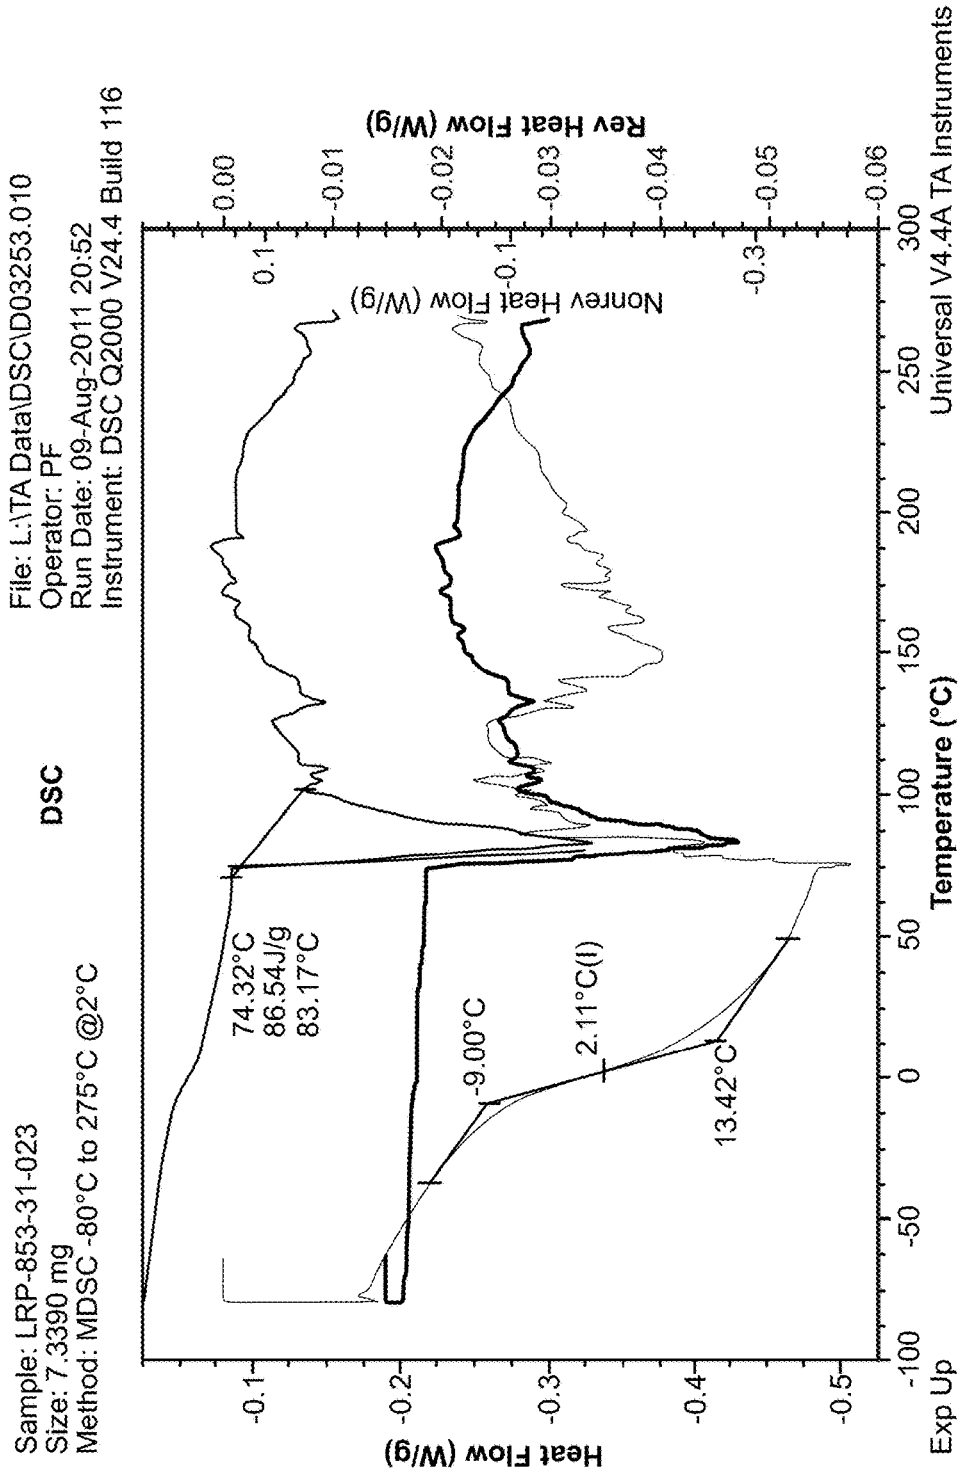 Sample: LRP-853-31-023
Size: 7.3390 mg
Method: MDSC -80°C to 275°C @2°C
DSC
File: L:\TA Data\DSC\D03253.010
Operator: PF
Run Date: 09-Aug-2011 20:52
Instrument: DSC Q2000 V24.4 Build 116
Heat Flow (W/g)
-0.1
-0.2
-0.3
-0.4
-0.5
74.32°C
86.54J/g
83.17°C
-9.00°C
2.11°C(I)
13.42°C
Nonrev Heat Flow (W/g)
-0.1
-0.1
-0.3
0.00
-0.01
-0.02
-0.03
-0.04
-0.05
-0.06
Rev Heat Flow (W/g)
-100
-50
0
50
100
150
200
250
300
Exp Up
Temperature (°C)
Universal V4.4A TA Instruments